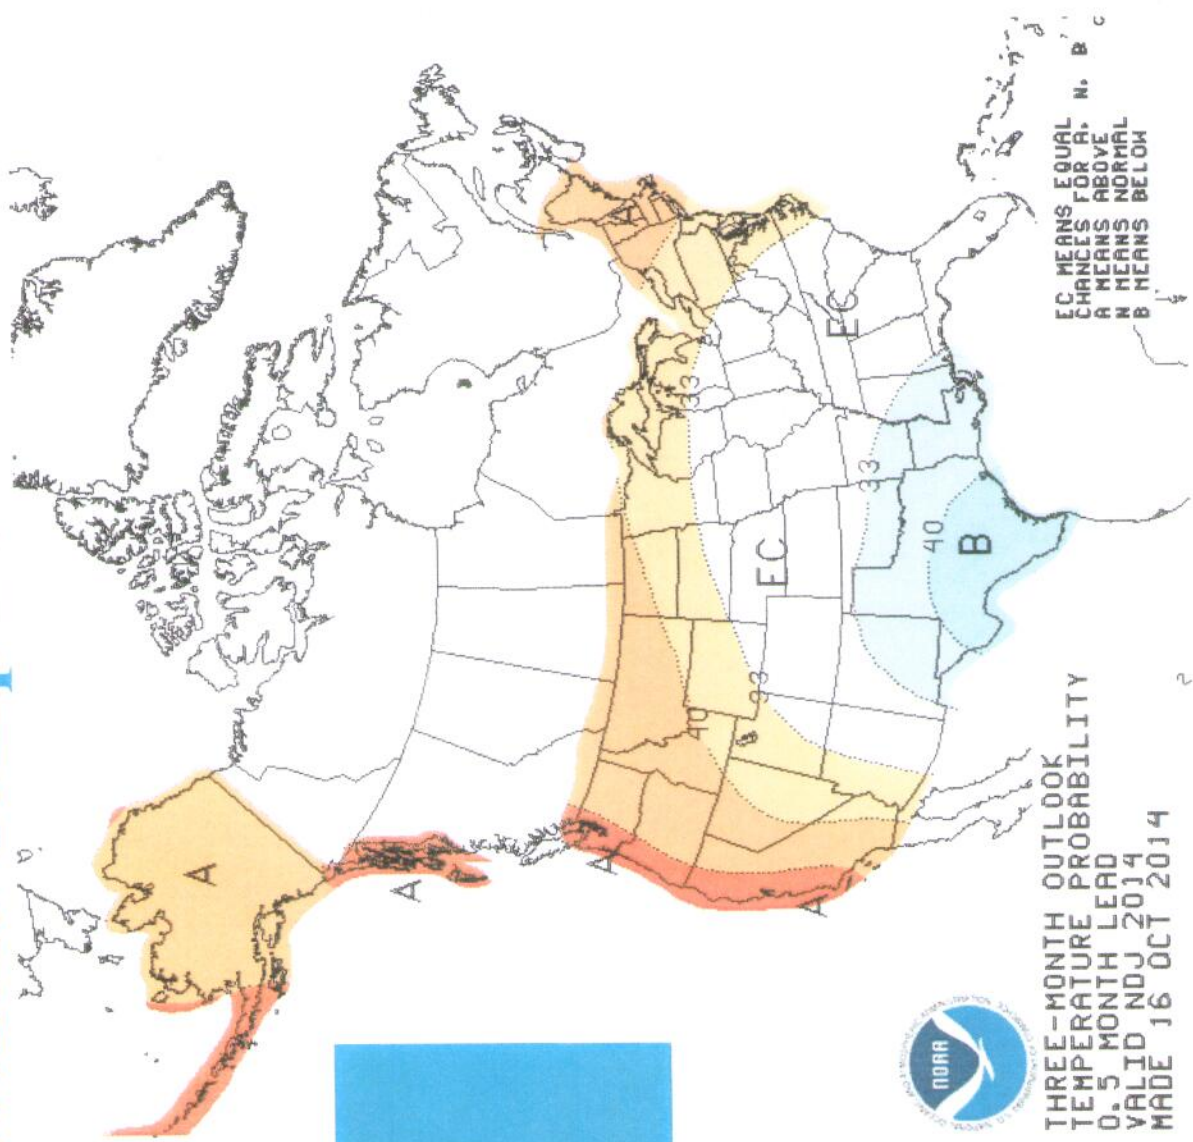 A
A
A
A
A
40
33
33
EC
EC
33
40
B
NOAA
THREE-MONTH OUTLOOK
TEMPERATURE PROBABILITY
0.5 MONTH LEAD
VALID NDJ 2014
MADE 16 OCT 2014
EC MEANS EQUAL
CHANCES FOR A, N, B
A MEANS ABOVE
N MEANS NORMAL
B MEANS BELOW